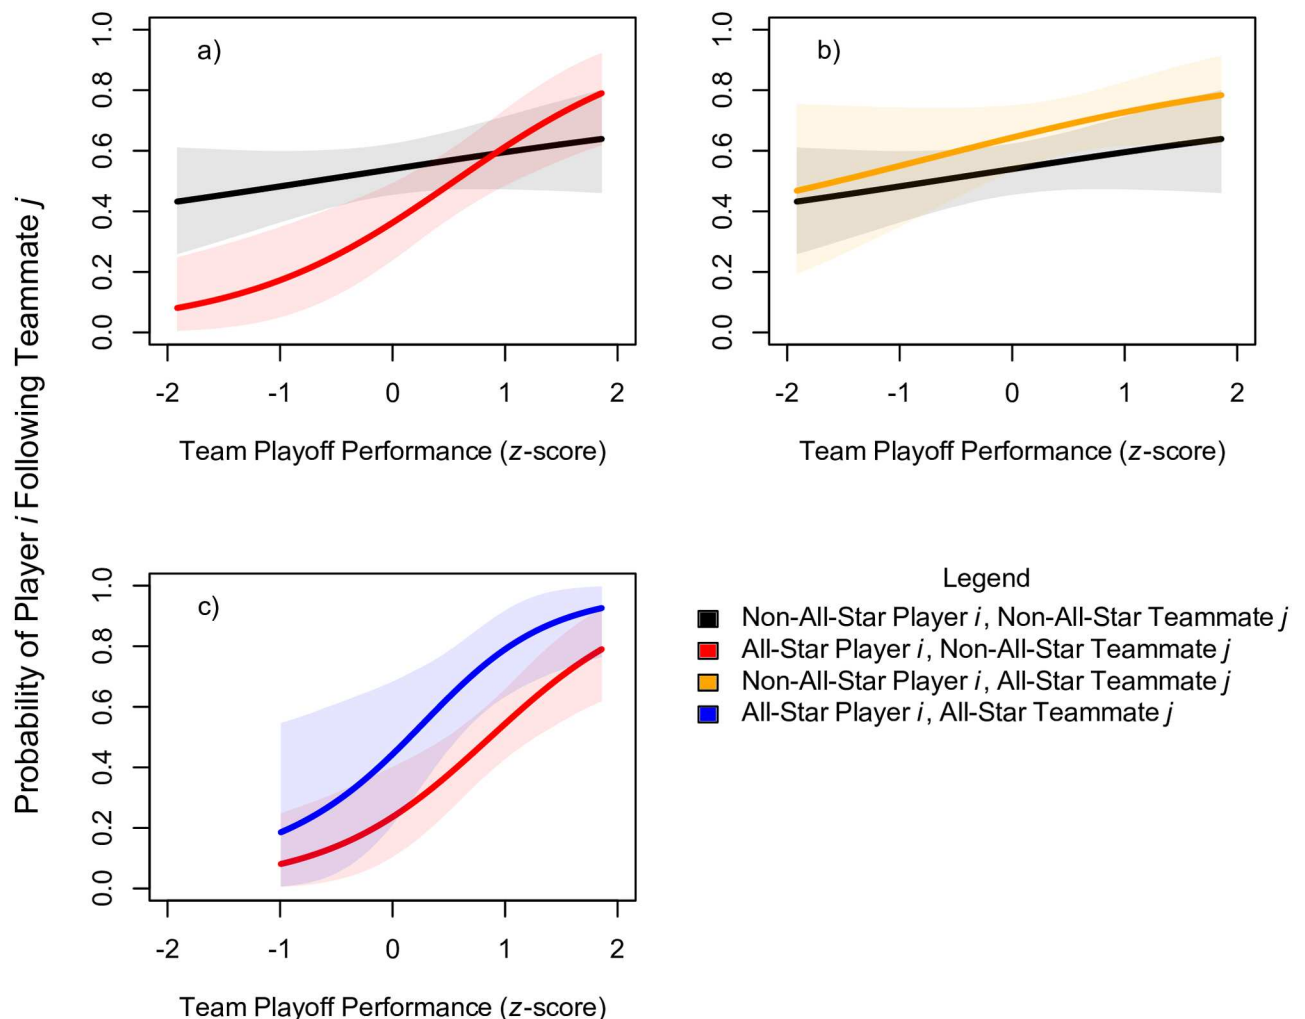 Probability of Player i Following Teammate j
a)
1.0
0.8
0.6
0.4
0.2
0.0
-2 -1 0 1 2
Team Playoff Performance (z-score)
b)
1.0
0.8
0.6
0.4
0.2
0.0
-2 -1 0 1 2
Team Playoff Performance (z-score)
c)
1.0
0.8
0.6
0.4
0.2
0.0
-2 -1 0 1 2
Team Playoff Performance (z-score)
Legend
Non-All-Star Player i, Non-All-Star Teammate j
All-Star Player i, Non-All-Star Teammate j
Non-All-Star Player i, All-Star Teammate j
All-Star Player i, All-Star Teammate j